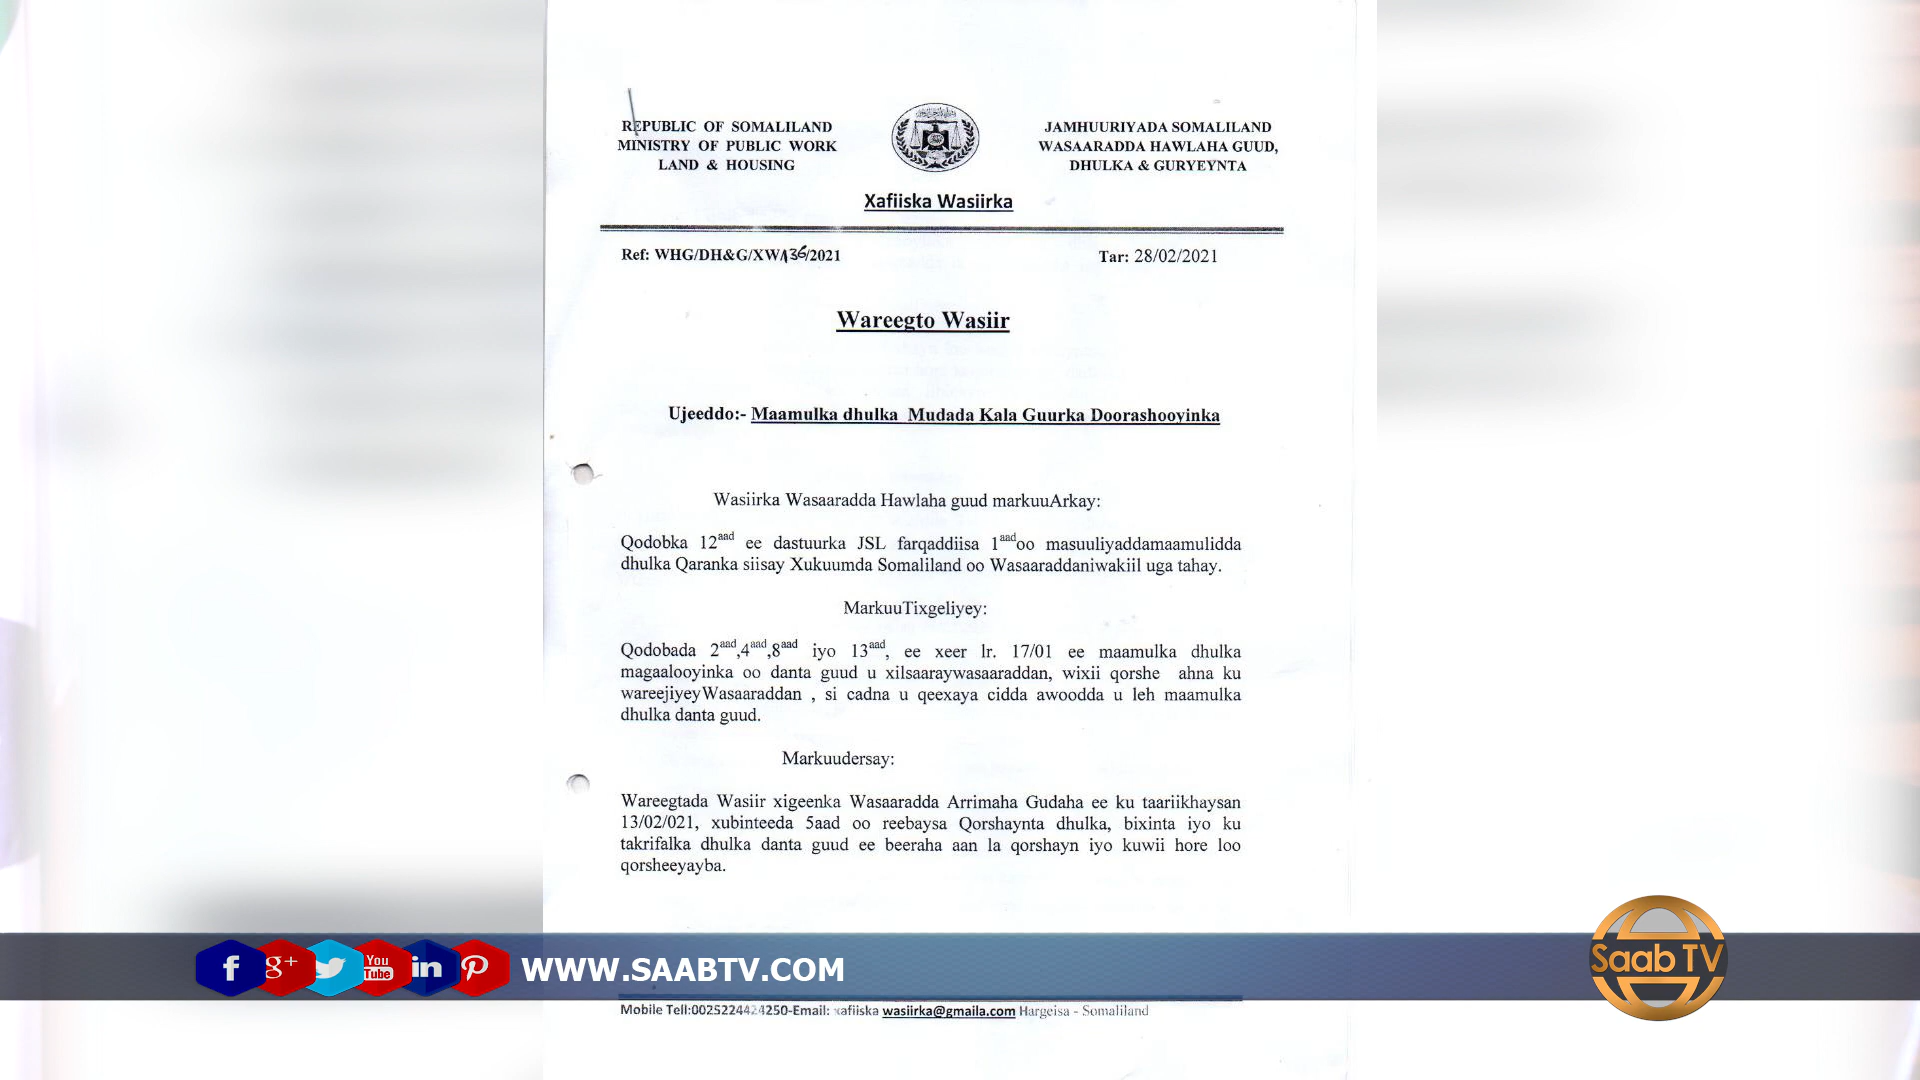 REPUBLIC OF SOMALILAND
MINISTRY OF PUBLIC WORK
LAND & HOUSING
JAMHUURIYADA SOMALILAND
WASAARADDA HAWLAHA GUUD,
DHULKA & GURYEYNTA
Xafiiska Wasiirka
Ref: WHG/DH&G/XW/136/2021
Tar: 28/02/2021
Wareegto Wasiir
Ujeeddo:- Maamulka dhulka Mudada Kala Guurka Doorashooyinka
Wasiirka Wasaaradda Hawlaha guud markuuArkay:
Qodobka 12aad ee dastuurka JSL farqaddiisa 1aadoo masuuliyaddamaamulidda
dhulka Qaranka siisay Xukuumda Somaliland oo Wasaaraddaniwakiil uga tahay.
MarkuuTixgeliyey:
Qodobada 2aad,4aad,8aad iyo 13aad, ee xeer lr. 17/01 ee maamulka dhulka
magaalooyinka oo danta guud u xilsaaraywasaaraddan, wixii qorshe ahna ku
wareejiyeyWasaaraddan , si cadna u qeexaya cidda awoodda u leh maamulka
dhulka danta guud.
Markuudersay:
Wareegtada Wasiir xigeenka Wasaaradda Arrimaha Gudaha ee ku taariikhaysan
13/02/021, xubinteeda 5aad oo reebaysa Qorshaynta dhulka, bixinta iyo ku
takrifalka dhulka danta guud ee beeraha aan la qorshayn iyo kuwii hore loo
qorsheeyayba.
f g+ You Tube in
WWW.SAABTV.COM
Saab TV
Mobile Tell:0025224424250-Email: xafiiska wasiirka@gmaila.com Hargeisa - Somaliland